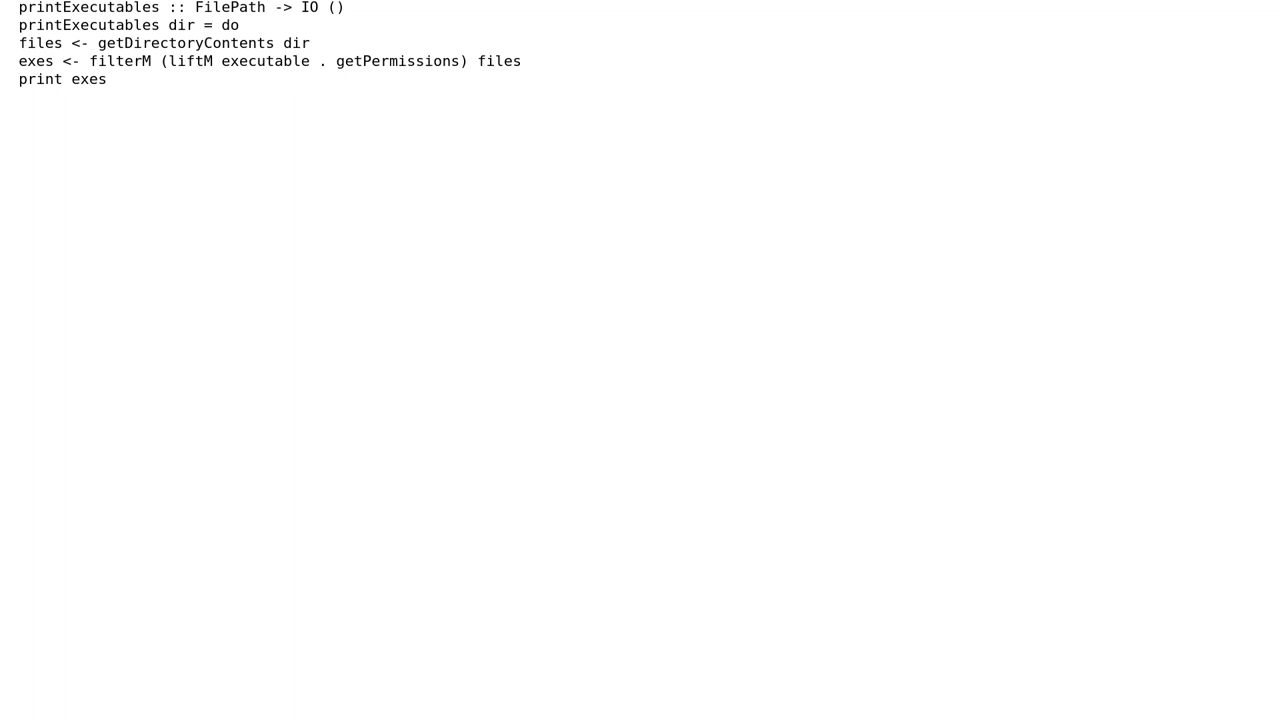 printExecutables :: FilePath -> IO ()
printExecutables dir = do
files <- getDirectoryContents dir
exes <- filterM (liftM executable . getPermissions) files
print exes